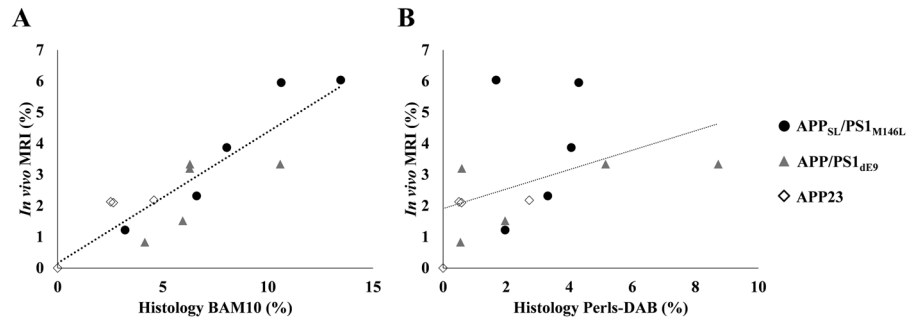 A
B
7
6
5
4
3
2
1
0
In vivo MRI (%)
0
5
10
15
Histology BAM10 (%)
7
6
5
4
3
2
1
0
In vivo MRI (%)
0
2
4
6
8
10
Histology Perls-DAB (%)
APPSL/PS1M146L
APP/PS1dE9
APP23